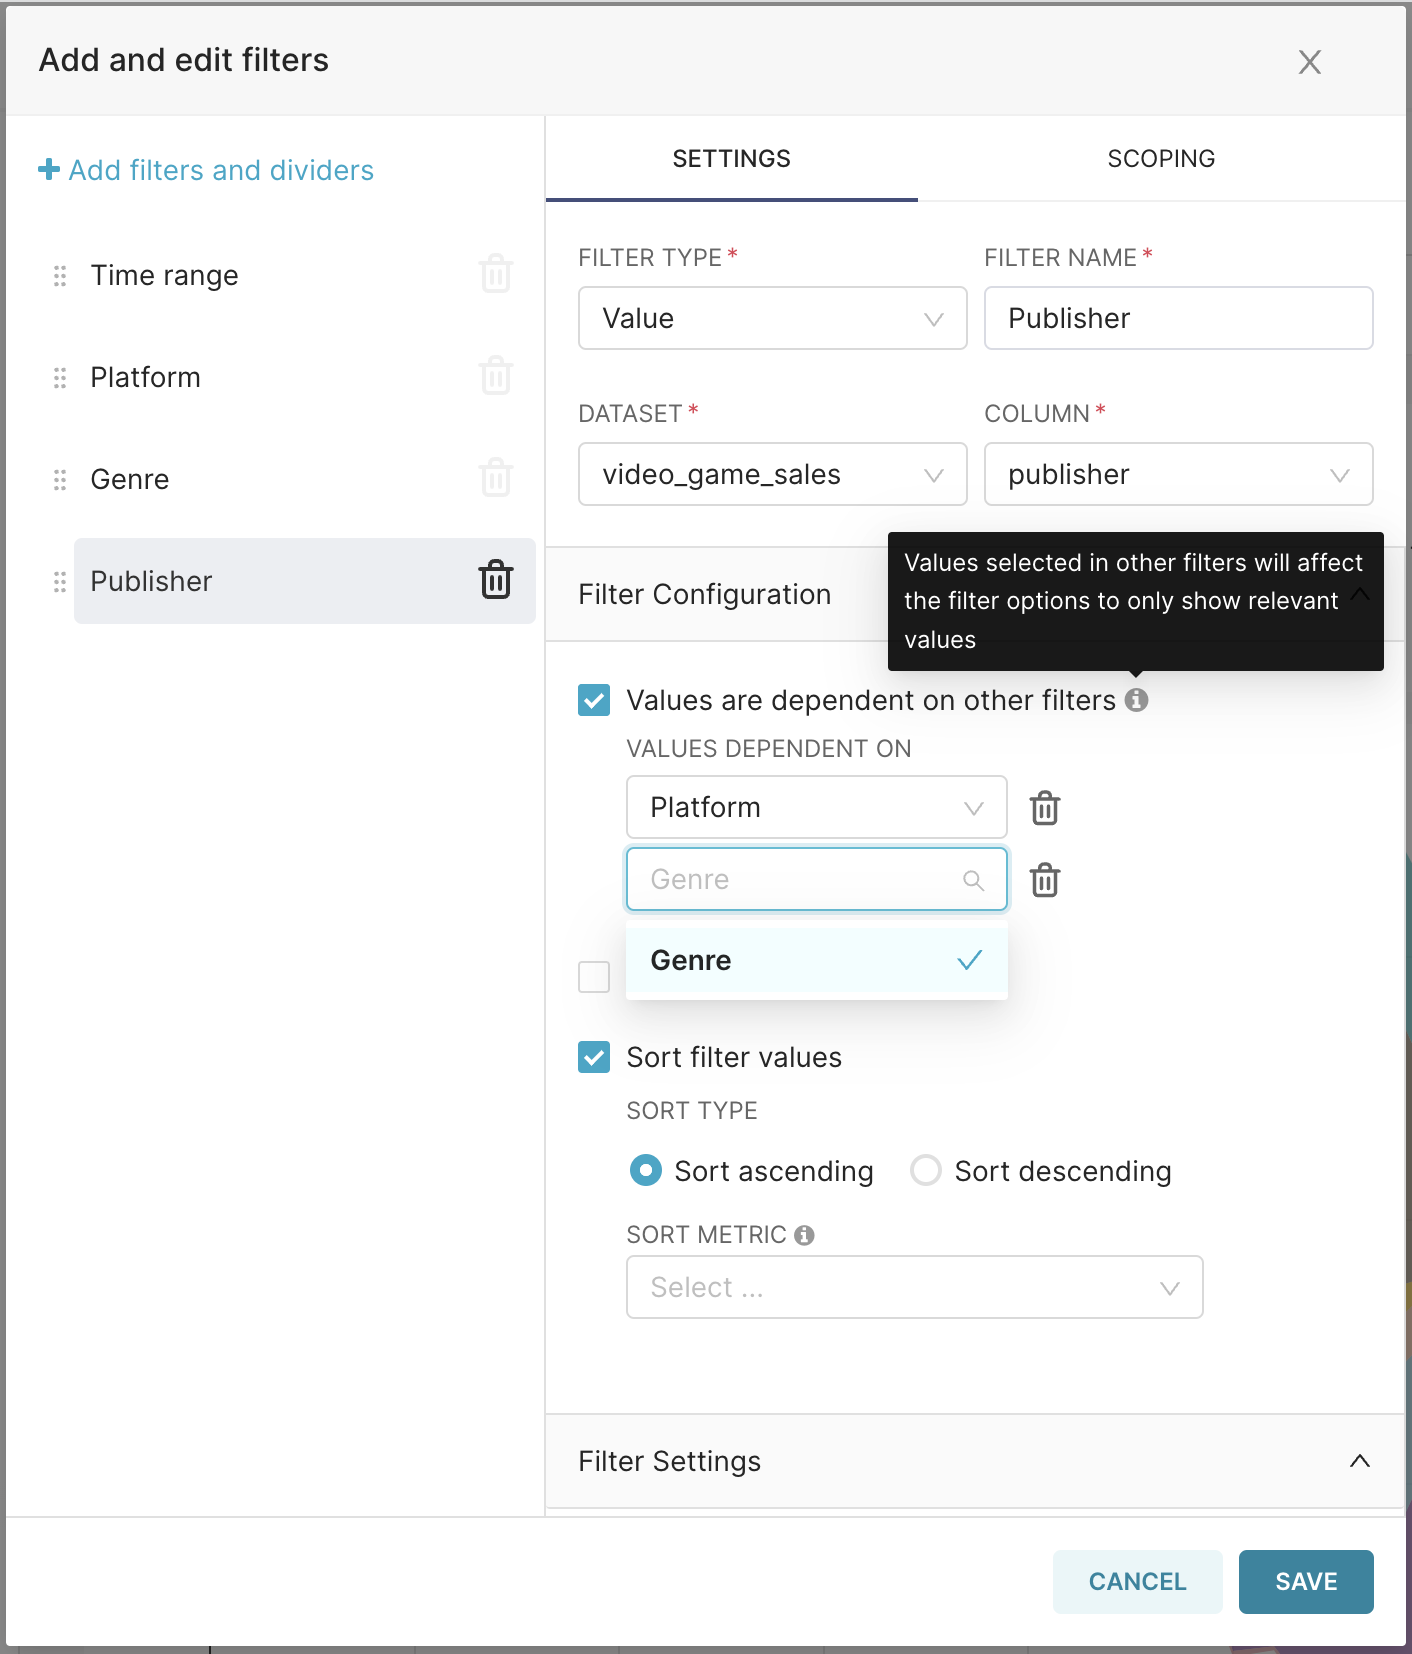 Add and edit filters
Add filters and dividers
Time range
Platform
Genre
Publisher
SETTINGS
SCOPING
FILTER TYPE *
FILTER NAME *
Value
Publisher
DATASET *
COLUMN *
video_game_sales
publisher
Filter Configuration
Values selected in other filters will affect
the filter options to only show relevant
values
Values are dependent on other filters
VALUES DEPENDENT ON
Platform
Genre
Genre
Sort filter values
SORT TYPE
Sort ascending
Sort descending
SORT METRIC
Select ...
Filter Settings
CANCEL
SAVE